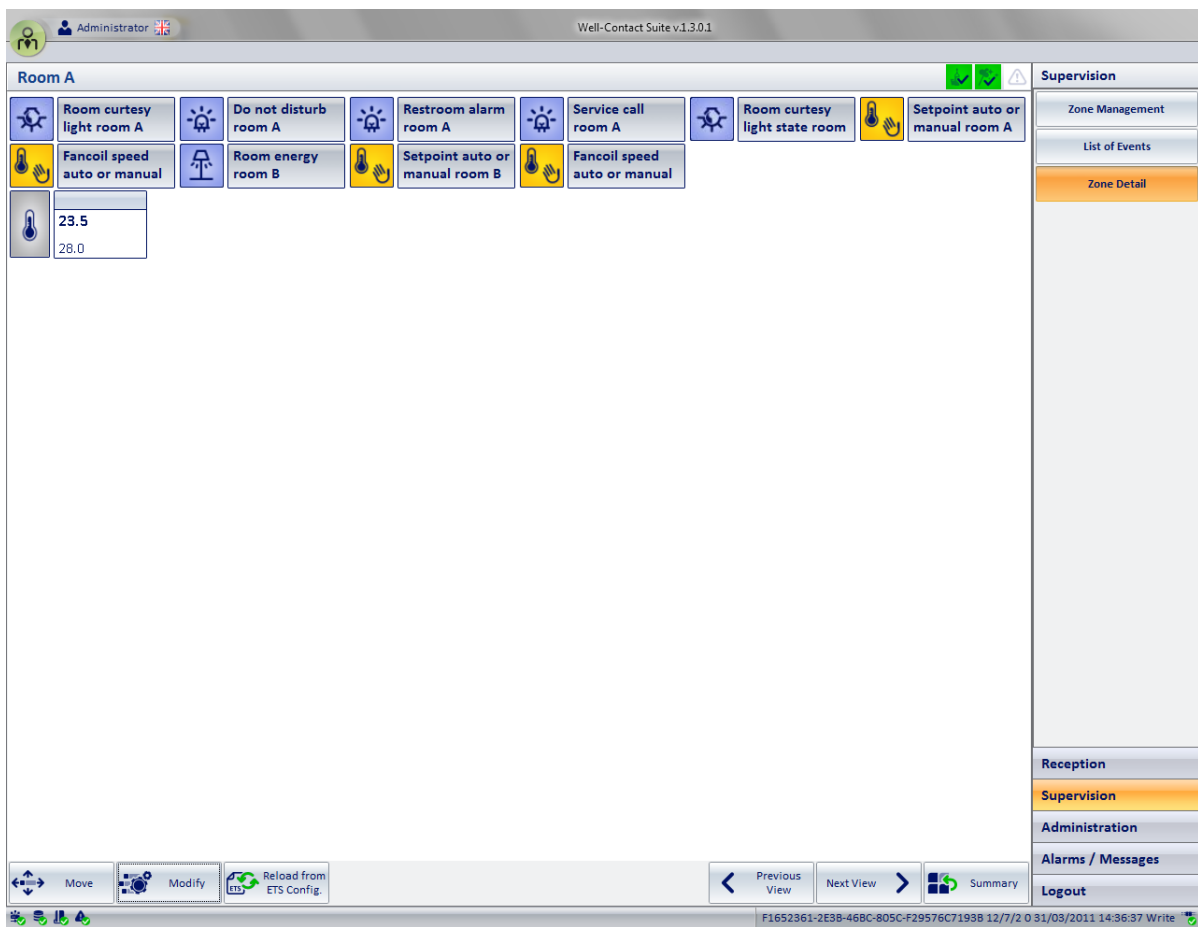 Administrator
Well-Contact Suite v.1.3.0.1
Room A
Supervision
Room curtesy
light room A
Do not disturb
room A
Restroom alarm
room A
Service call
room A
Room curtesy
light state room
Setpoint auto or
manual room A
Fancoil speed
auto or manual
Room energy
room B
Setpoint auto or
manual room B
Fancoil speed
auto or manual
23.5
28.0
Zone Management
List of Events
Zone Detail
Reception
Supervision
Administration
Alarms / Messages
Logout
Move
Modify
ETS
Reload from
ETS Config.
Previous
View
Next View
Summary
F1652361-2E3B-46BC-805C-F29576C7193B 12/7/2 0 31/03/2011 14:36:37 Write